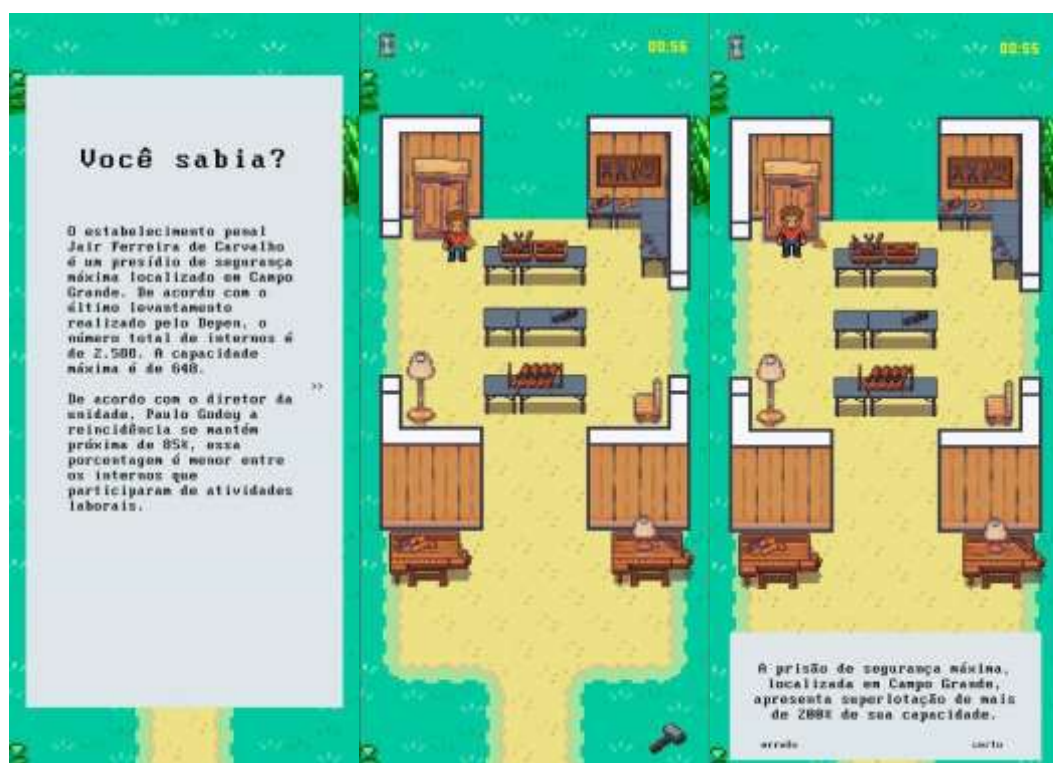 Você sabia?
O estabelecimento penal
Jair Ferreira de Carvalho
é um presídio de segurança
máxima localizado em Campo
Grande. De acordo com o
último levantamento
realizado pelo Depen, o
número total de internos é
de 2.500. A capacidade
máxima é de 640.
>>
De acordo com o diretor da
unidade, Paulo Godoy a
reincidência se mantém
próxima de 85%, essa
porcentagem é menor entre
os internos que
participaram de atividades
laborais.
00:56
00:55
A prisão de segurança máxima,
localizada em Campo Grande,
apresenta superlotação de mais
de 200% de sua capacidade.
errado
certo